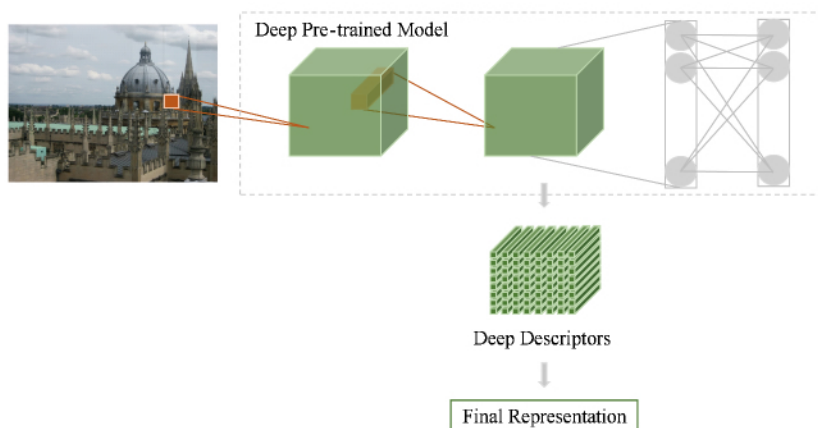 Deep Pre-trained Model
Deep Descriptors
Final Representation